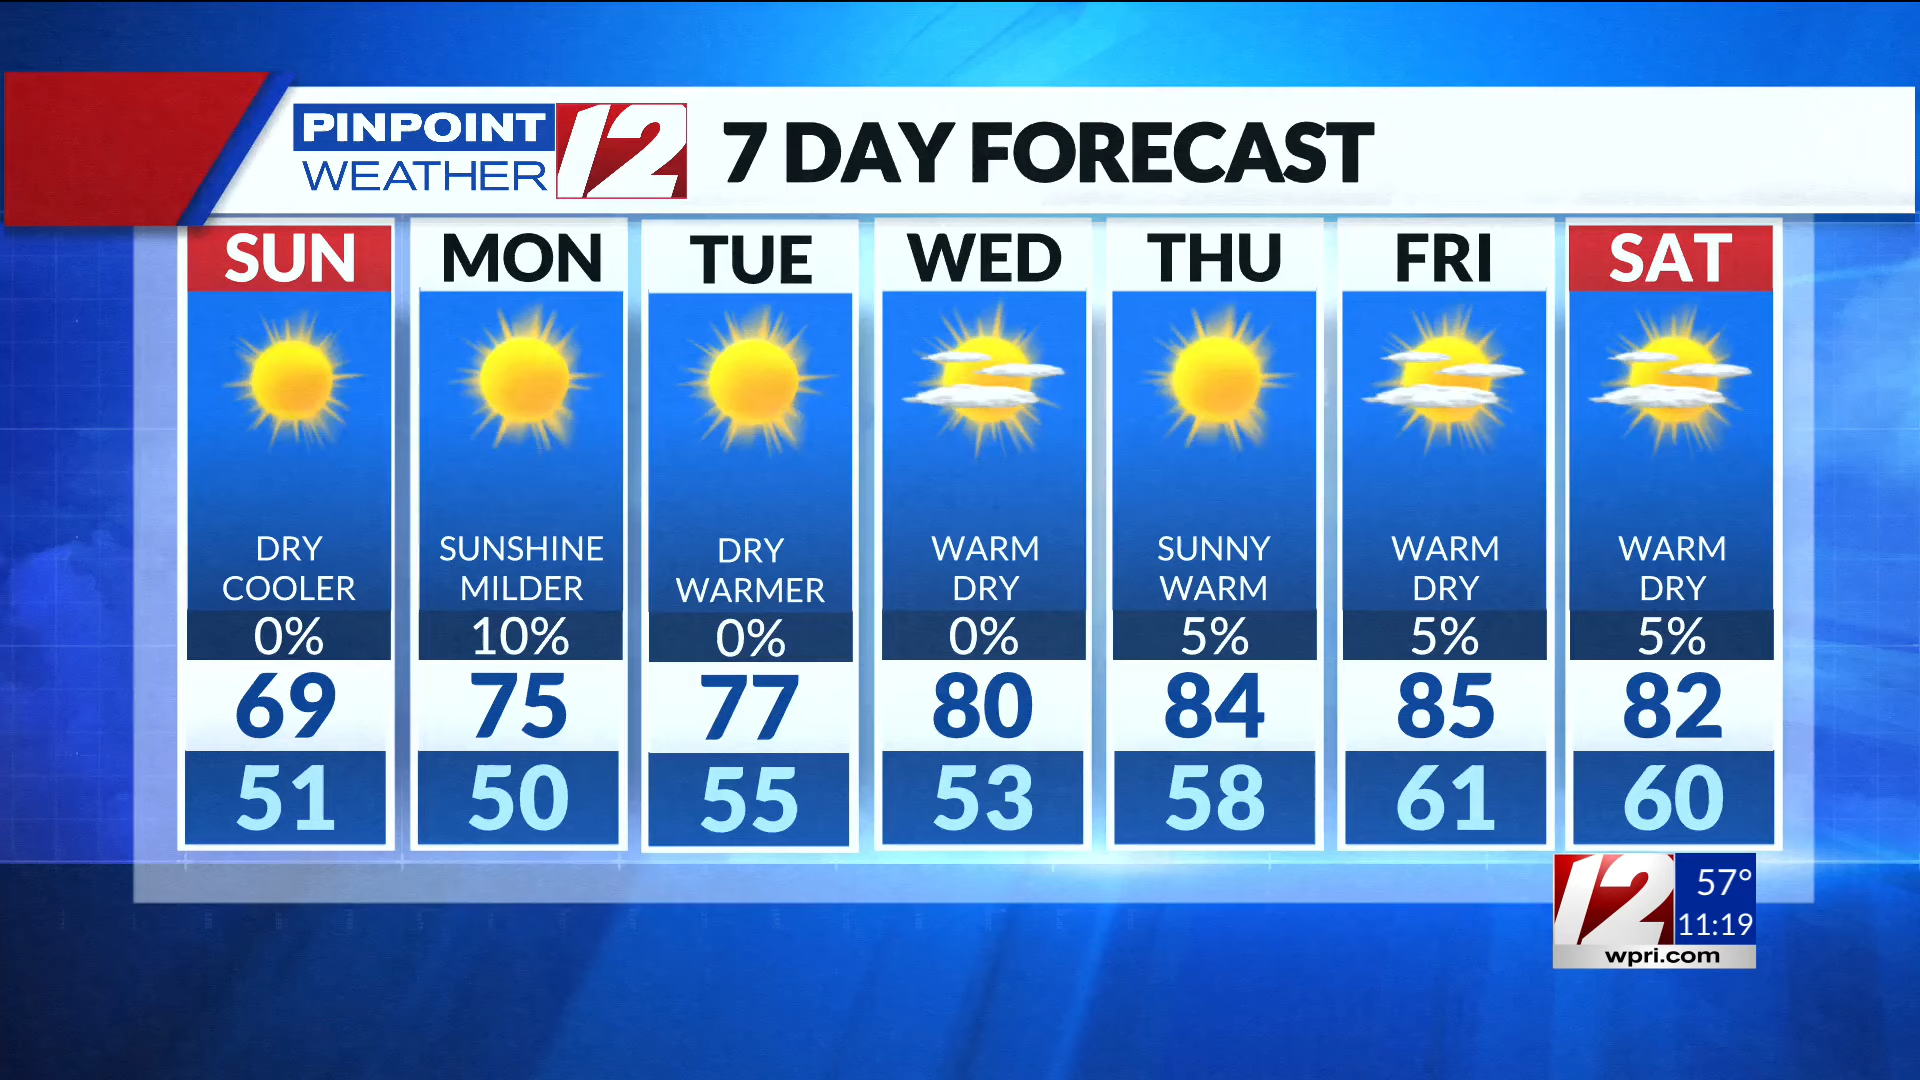 PINPOINT
WEATHER
12
7 DAY FORECAST
SUN
DRY
COOLER
0%
69
51
MON
SUNSHINE
MILDER
10%
75
50
TUE
DRY
WARMER
0%
77
55
WED
WARM
DRY
0%
80
53
THU
SUNNY
WARM
5%
84
58
FRI
WARM
DRY
5%
85
61
SAT
WARM
DRY
5%
82
60
12
57°
11:19
wpri.com